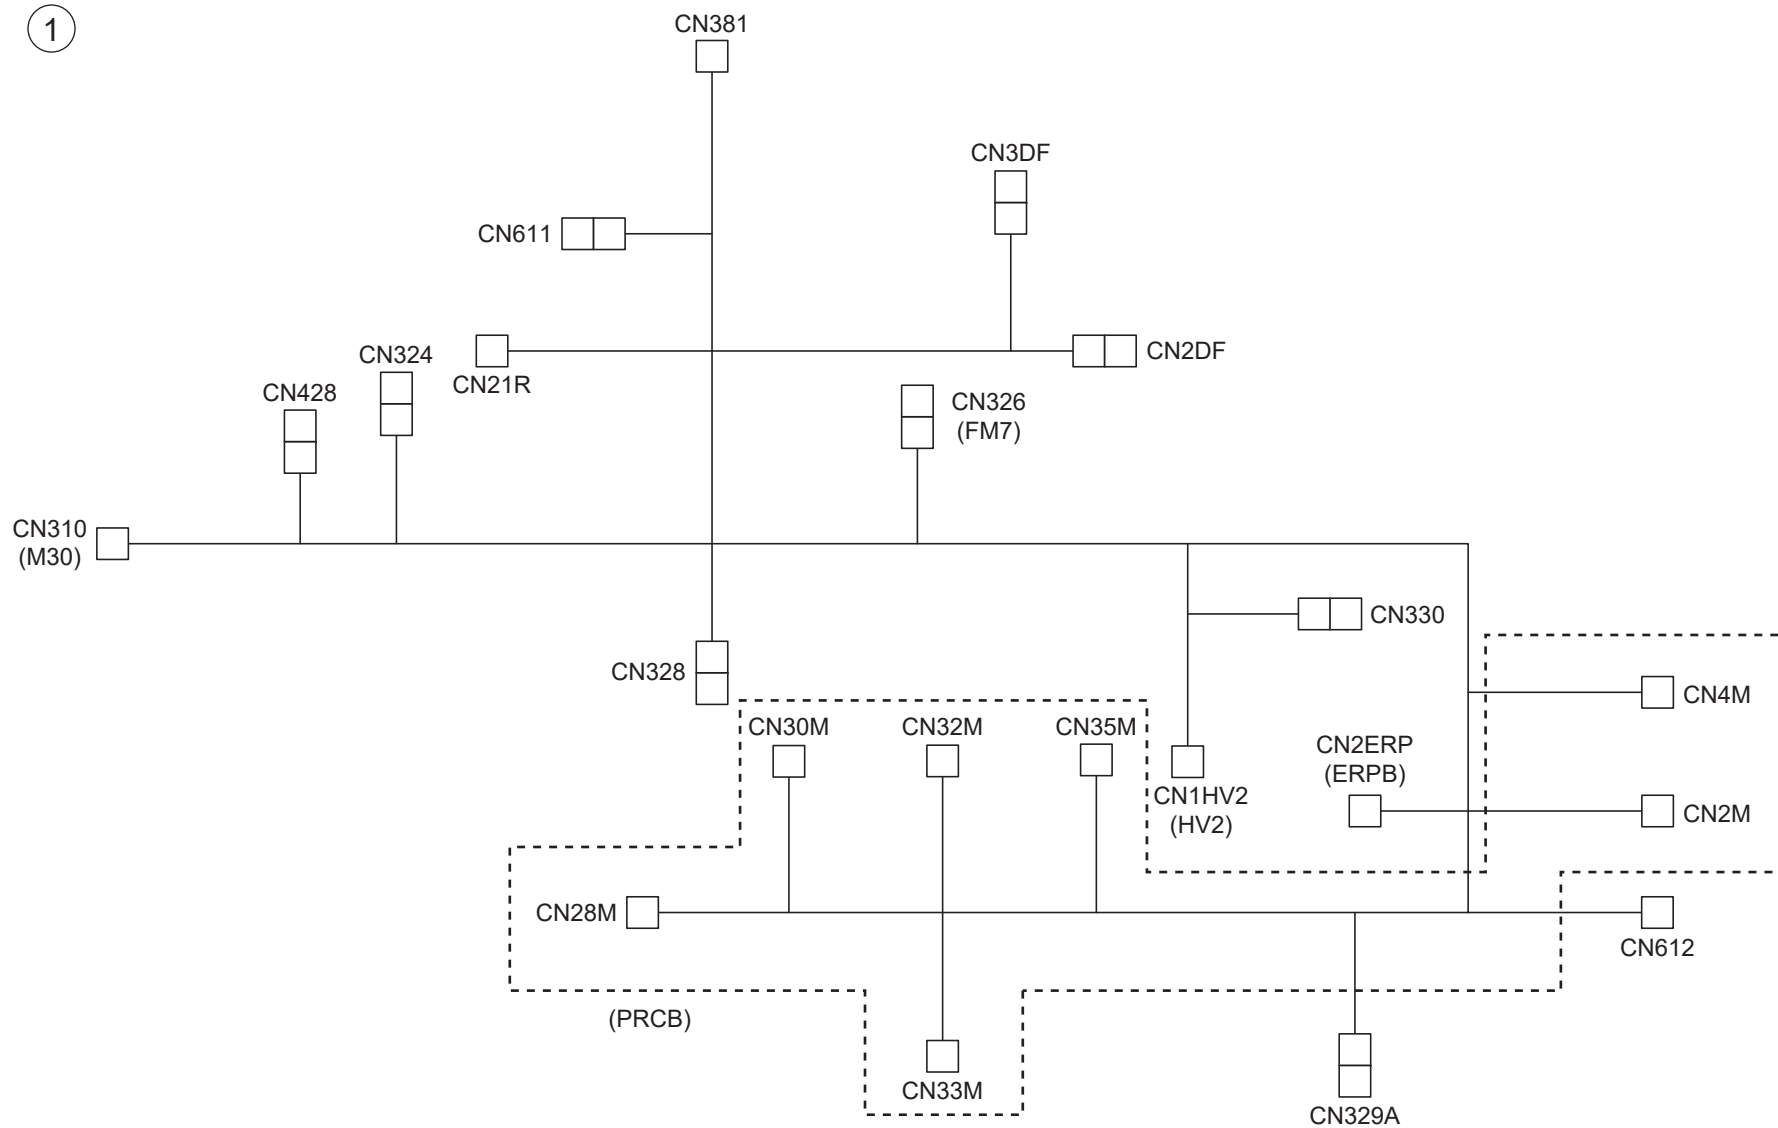 1
CN381
CN3DF
CN611
CN2DF
CN324
CN21R
CN428
CN326
(FM7)
CN310
(M30)
CN330
CN328
CN4M
CN30M
CN32M
CN35M
CN2ERP
(ERPB)
CN1HV2
(HV2)
CN2M
CN28M
CN612
(PRCB)
CN33M
CN329A